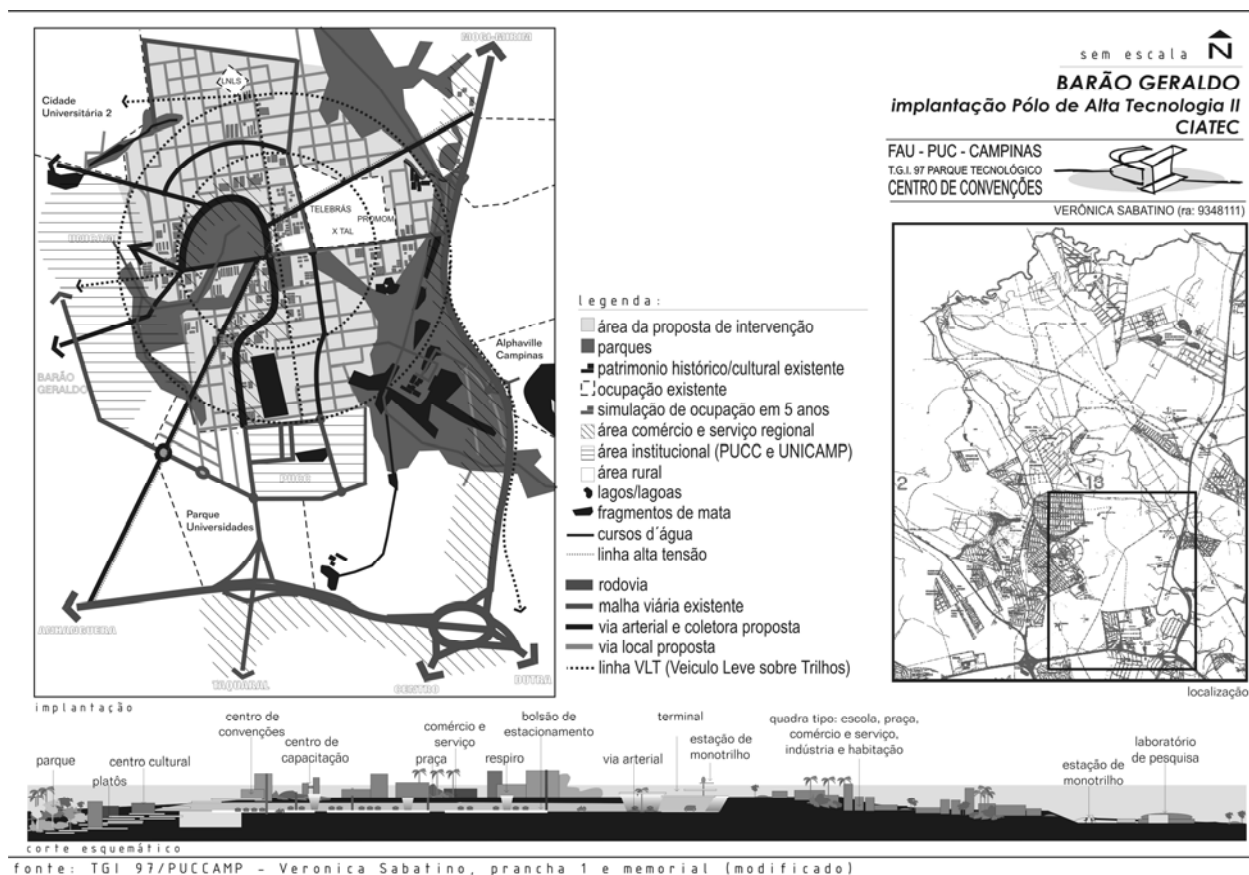 MOGI-MIRIM
LNLS
Cidade
Universitária 2
TELEBRÁS
PROMOM
X TAL
UNICAMP
Alphaville
Campinas
BARÃO
GERALDO
PUCC
Parque
Universidades
ANHANGUERA
TAQUARAL
CENTRO
DUTRA
implantação
sem escala
N
BARÃO GERALDO
implantação Pólo de Alta Tecnologia II
CIATEC
FAU - PUC - CAMPINAS
T.G.I. 97 PARQUE TECNOLÓGICO
CENTRO DE CONVENÇÕES
VERÔNICA SABATINO (ra: 9348111)
legenda:
área da proposta de intervenção
parques
patrimonio histórico/cultural existente
ocupação existente
simulação de ocupação em 5 anos
área comércio e serviço regional
área institucional (PUCC e UNICAMP)
área rural
lagos/lagoas
fragmentos de mata
cursos d´água
linha alta tensão
rodovia
malha viária existente
via arterial e coletora proposta
via local proposta
linha VLT (Veiculo Leve sobre Trilhos)
2
13
localização
parque
platôs
centro cultural
centro de
convenções
centro de
capacitação
comércio e
serviço
praça
respiro
bolsão de
estacionamento
via arterial
terminal
estação de
monotrilho
quadra tipo: escola, praça,
comércio e serviço,
indústria e habitação
estação de
monotrilho
laboratório
de pesquisa
corte esquemático
fonte: TGI 97/PUCCAMP - Veronica Sabatino, prancha 1 e memorial (modificado)